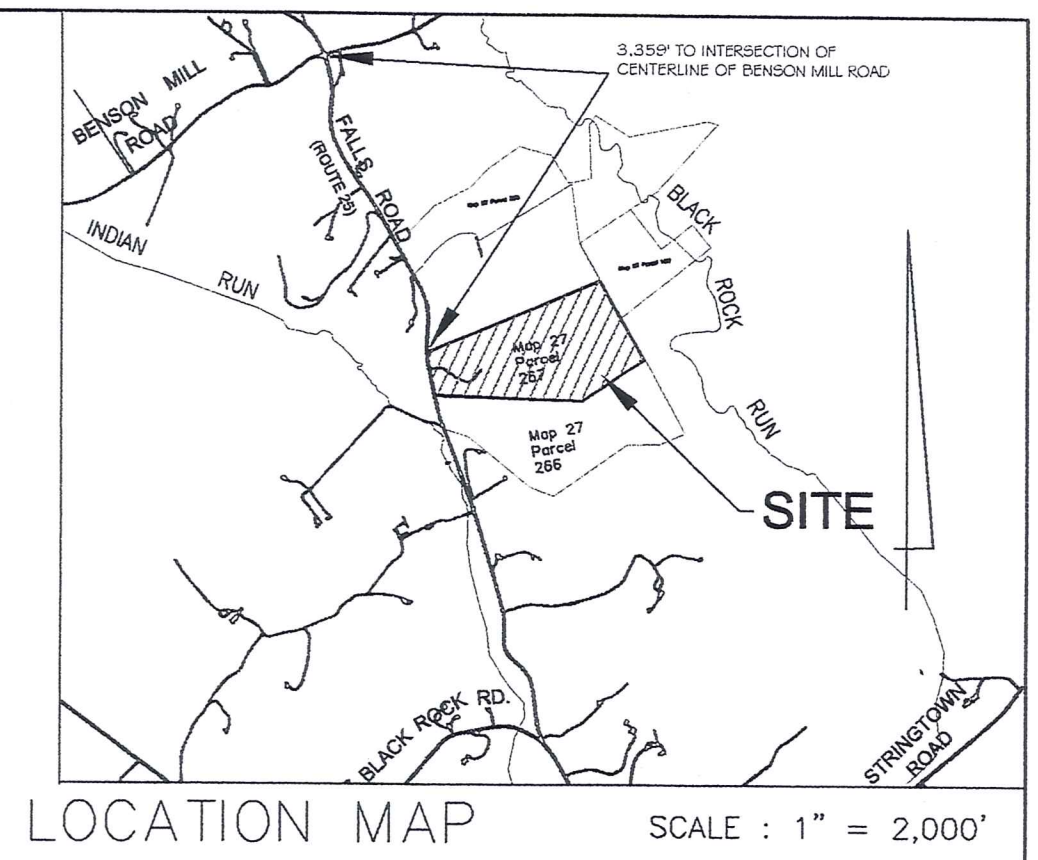 3,359' TO INTERSECTION OF
CENTERLINE OF BENSON MILL ROAD
BENSON MILL
ROAD
FALLS ROAD
(ROUTE 25)
INDIAN RUN
BLACK ROCK RUN
Map 27
Parcel
267
Map 27
Parcel
266
SITE
BLACK ROCK RD.
STRINGTOWN
ROAD
LOCATION MAP
SCALE : 1" = 2,000'